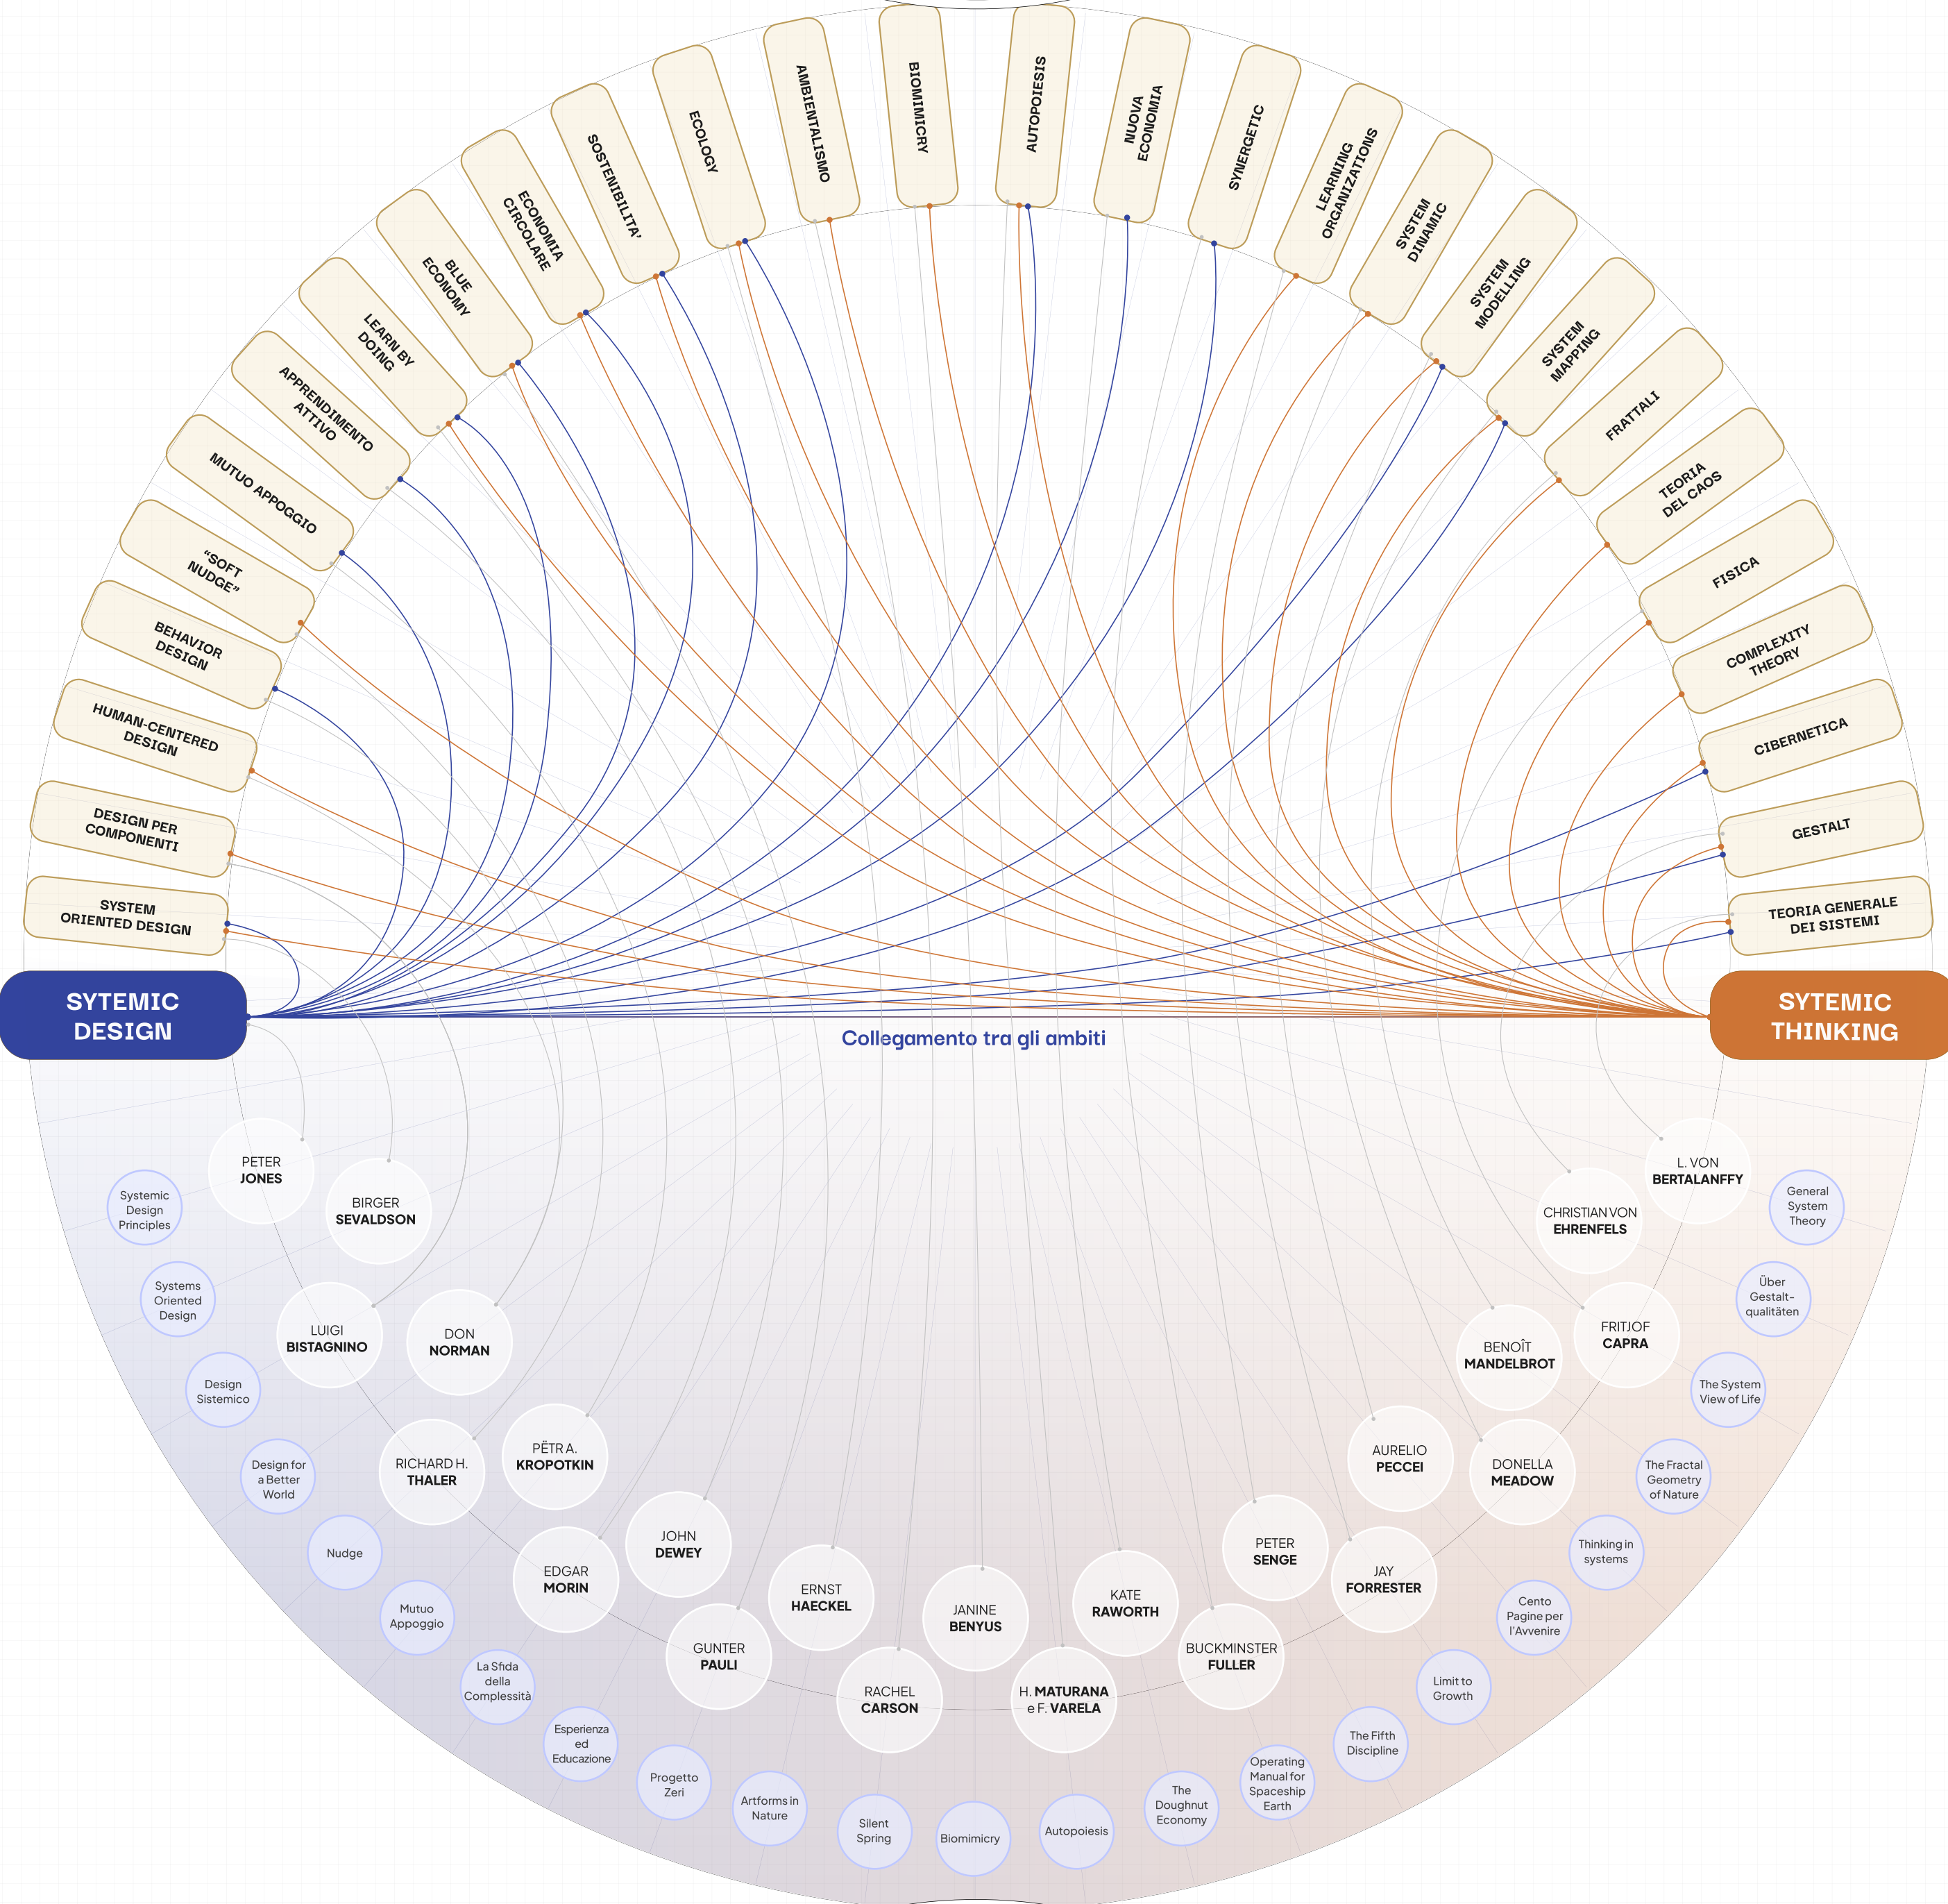 SYSTEM
ORIENTED DESIGN
DESIGN PER
COMPONENTI
HUMAN-CENTERED
DESIGN
BEHAVIOR
DESIGN
“SOFT
NUDGE”
MUTUO APPOGGIO
APPRENDIMENTO
ATTIVO
LEARN BY
DOING
BLUE
ECONOMY
ECONOMIA
CIRCOLARE
SOSTENIBILITA’
ECOLOGY
AMBIENTALISMO
BIOMIMICRY
AUTOPOIESIS
NUOVA
ECONOMIA
SYNERGETIC
LEARNING
ORGANIZATIONS
SYSTEM
DINAMIC
SYSTEM
MODELLING
SYSTEM
MAPPING
FRATTALI
TEORIA
DEL CAOS
FISICA
COMPLEXITY
THEORY
CIBERNETICA
GESTALT
TEORIA GENERALE
DEI SISTEMI
SYTEMIC
DESIGN
SYTEMIC
THINKING
Collegamento tra gli ambiti
PETER
JONES
BIRGER
SEVALDSON
LUIGI
BISTAGNINO
DON
NORMAN
RICHARD H.
THALER
PËTR A.
KROPOTKIN
EDGAR
MORIN
JOHN
DEWEY
GUNTER
PAULI
ERNST
HAECKEL
RACHEL
CARSON
JANINE
BENYUS
H. MATURANA
e F. VARELA
KATE
RAWORTH
BUCKMINSTER
FULLER
PETER
SENGE
JAY
FORRESTER
AURELIO
PECCEI
DONELLA
MEADOW
BENOÎT
MANDELBROT
FRITJOF
CAPRA
CHRISTIAN VON
EHRENFELS
L. VON
BERTALANFFY
Systemic
Design
Principles
Systems
Oriented
Design
Design
Sistemico
Design for
a Better
World
Nudge
Mutuo
Appoggio
La Sfida
della
Complessità
Esperienza
ed
Educazione
Progetto
Zeri
Artforms in
Nature
Silent
Spring
Biomimicry
Autopoiesis
The
Doughnut
Economy
Operating
Manual for
Spaceship
Earth
The Fifth
Discipline
Limit to
Growth
Cento
Pagine per
l'Avvenire
Thinking in
systems
The Fractal
Geometry
of Nature
The System
View of Life
Über
Gestalt-
qualitäten
General
System
Theory